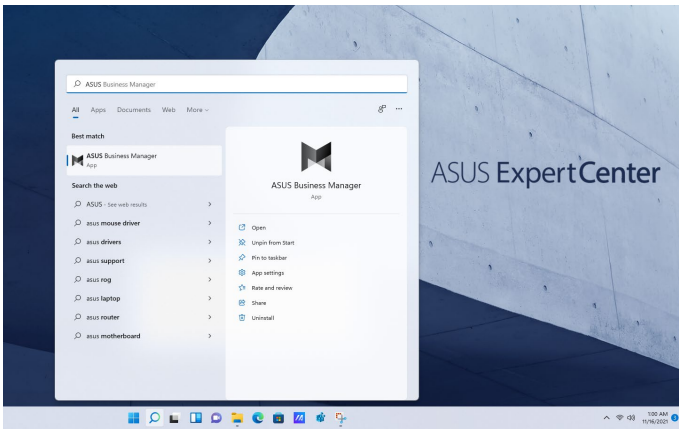 ASUS Business Manager
All Apps Documents Web More
Best match
ASUS Business Manager
App
Search the web
ASUS - See web results
asus mouse driver
asus drivers
asus support
asus rog
asus laptop
asus router
asus motherboard
ASUS Business Manager
App
Open
Unpin from Start
Pin to taskbar
App settings
Rate and review
Share
Uninstall
ASUS ExpertCenter
1:00 AM
11/16/2021